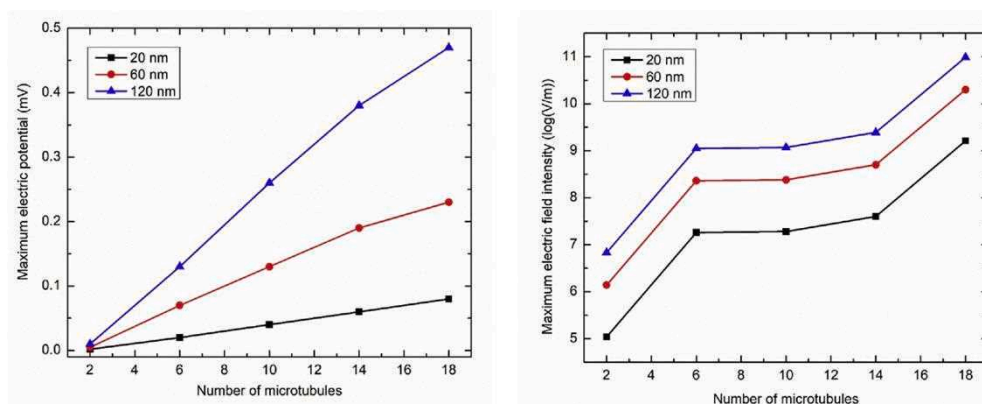 0.5
0.4
0.3
0.2
0.1
0.0
Maximum electric potential (mV)
20 nm
60 nm
120 nm
2 4 6 8 10 12 14 16 18
Number of microtubules
11
10
9
8
7
6
5
Maximum electric field intensity (log(V/m))
20 nm
60 nm
120 nm
2 4 6 8 10 12 14 16 18
Number of microtubules